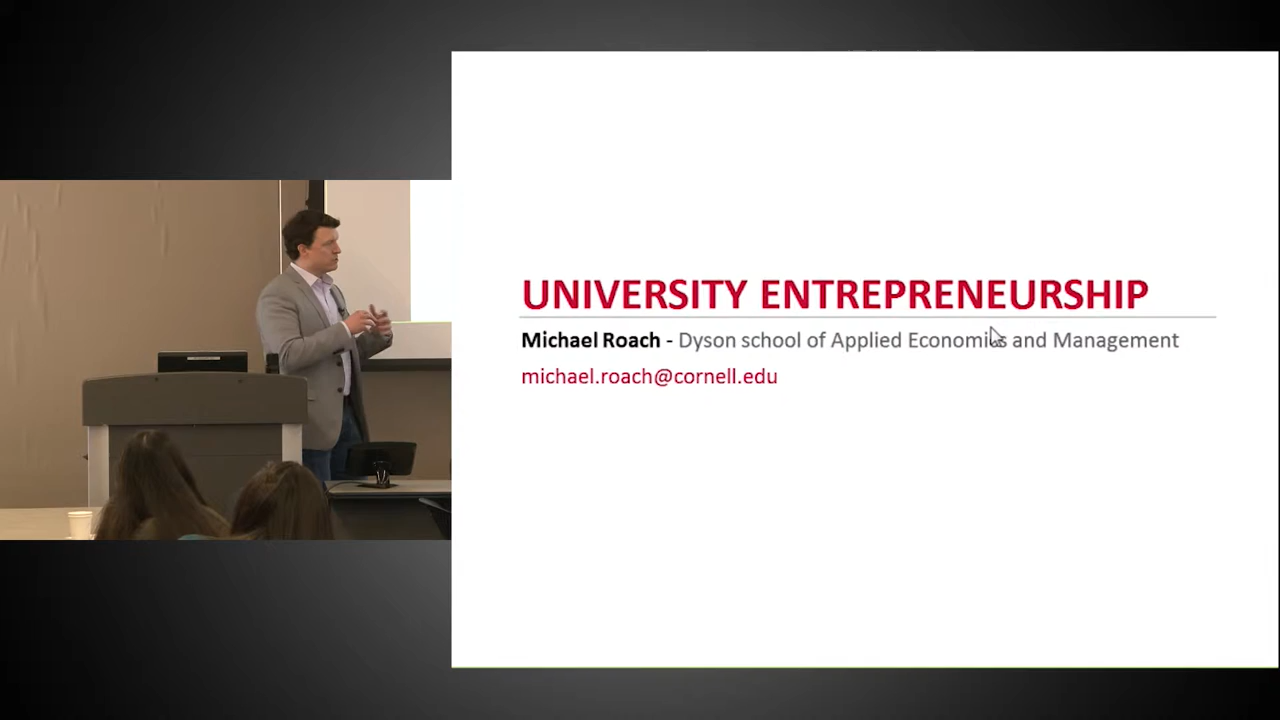 UNIVERSITY ENTREPRENEURSHIP
Michael Roach - Dyson school of Applied Economics and Management
michael.roach@cornell.edu